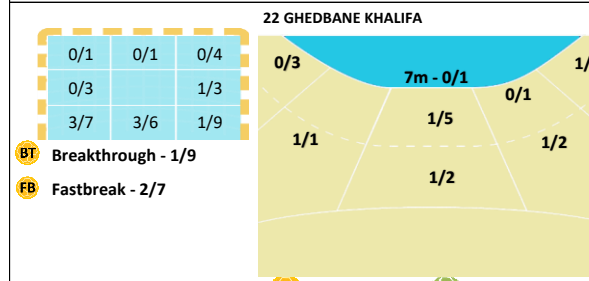 22 GHEDBANE KHALIFA
0/1 0/1 0/4
0/3 1/3
3/7 3/6 1/9
BT Breakthrough - 1/9
FB Fastbreak - 2/7
0/3 7m - 0/1 1/
0/1
1/5
1/1 1/2
1/2